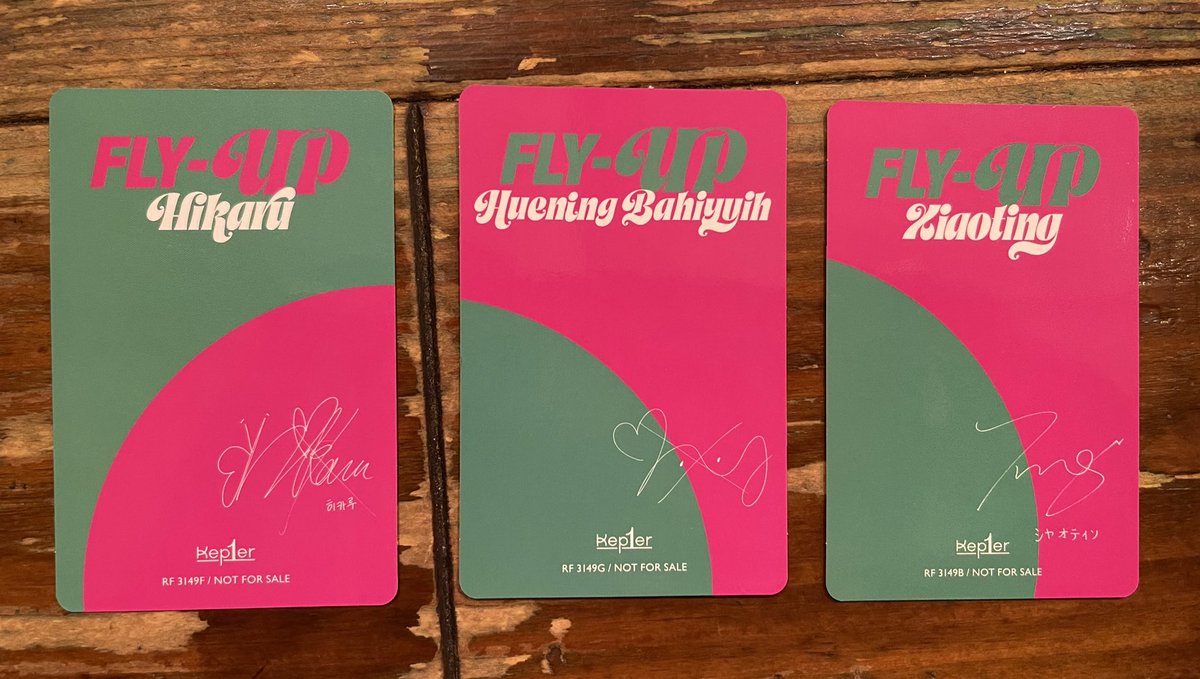 FLY-UP
Hikaru
Hikaru
히카루
Kep1er
RF 3149F / NOT FOR SALE
FLY-UP
Huening Bahiyyih
Kep1er
RF 3149G / NOT FOR SALE
FLY-UP
Xiaoting
シャオティン
Kep1er
RF 3149B / NOT FOR SALE